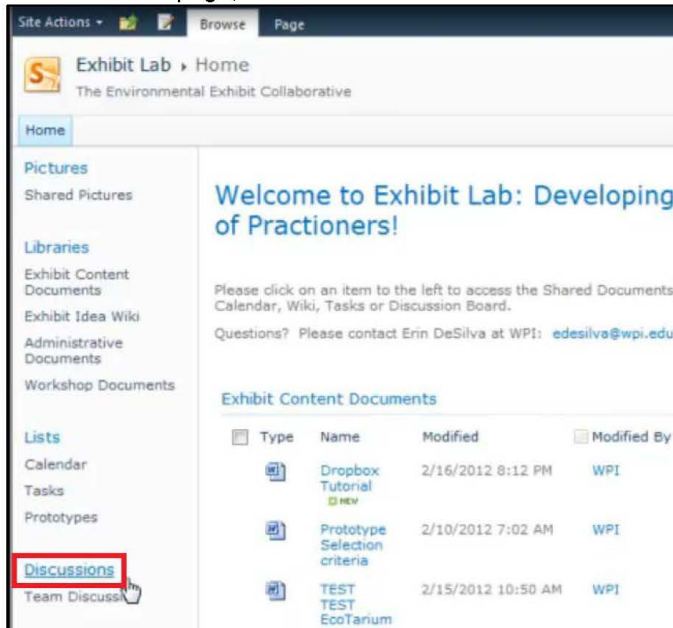 Site Actions
Browse
Page
Exhibit Lab
Home
The Environmental Exhibit Collaborative
Home
Pictures
Shared Pictures
Libraries
Exhibit Content
Documents
Exhibit Idea Wiki
Administrative
Documents
Workshop Documents
Lists
Calendar
Tasks
Prototypes
Discussions
Team Discussi
Welcome to Exhibit Lab: Developing
of Practioners!
Please click on an item to the left to access the Shared Documents
Calendar, Wiki, Tasks or Discussion Board.
Questions? Please contact Erin DeSilva at WPI: edesilva@wpi.edu
Exhibit Content Documents
Type Name Modified Modified By
Dropbox 2/16/2012 8:12 PM WPI
Tutorial
NEW
Prototype 2/10/2012 7:02 AM WPI
Selection
criteria
TEST 2/15/2012 10:50 AM WPI
TEST
EcoTarium